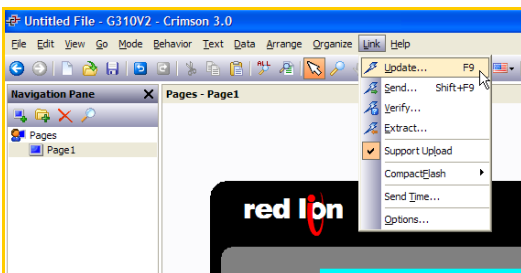 Untitled File - G310V2 - Crimson 3.0
File Edit View Go Mode Behavior Text Data Arrange Organize Link Help
Navigation Pane X
Pages - Page1
Pages
Page1
Update... F9
Send... Shift+F9
Verify...
Extract...
Support Upload
CompactFlash
Send Time...
Options...
red lion